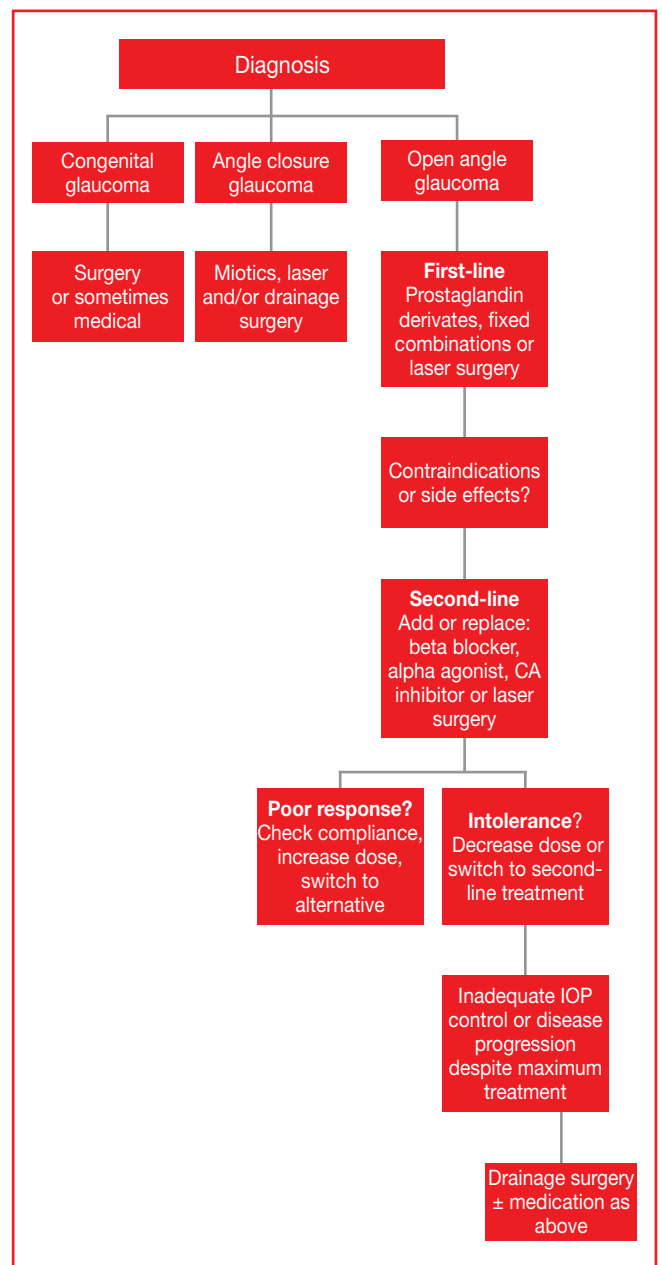 Diagnosis
Congenital
glaucoma
Angle closure
glaucoma
Open angle
glaucoma
Surgery
or sometimes
medical
Miotics, laser
and/or drainage
surgery
First-line
Prostaglandin
derivates, fixed
combinations or
laser surgery
Contraindications
or side effects?
Second-line
Add or replace:
beta blocker,
alpha agonist, CA
inhibitor or laser
surgery
Poor response?
Check compliance,
increase dose,
switch to
alternative
Intolerance?
Decrease dose or
switch to second-
line treatment
Inadequate IOP
control or disease
progression
despite maximum
treatment
Drainage surgery
± medication as
above